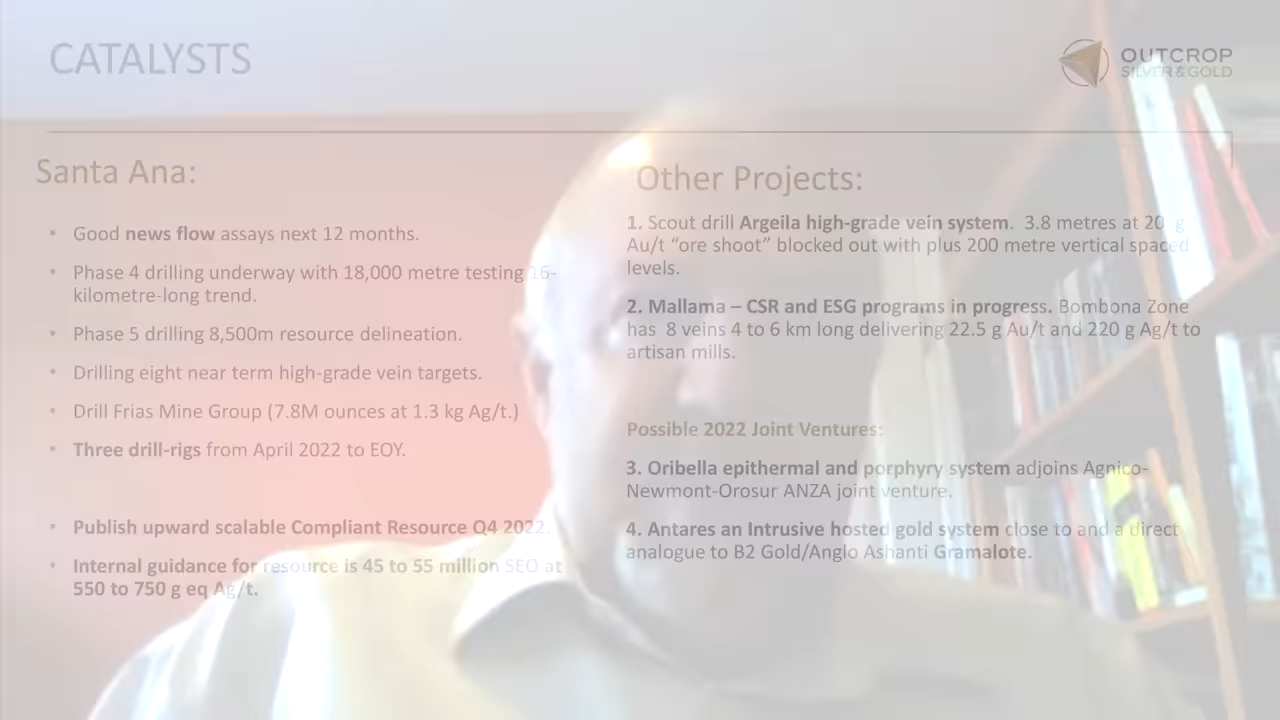 CATALYSTS
OUTCROP
SILVER & GOLD
Santa Ana:
• Good news flow assays next 12 months.
• Phase 4 drilling underway with 18,000 metre testing 16-
kilometre-long trend.
• Phase 5 drilling 8,500m resource delineation.
• Drilling eight near term high-grade vein targets.
• Drill Frias Mine Group (7.8M ounces at 1.3 kg Ag/t.)
• Three drill-rigs from April 2022 to EOY.
• Publish upward scalable Compliant Resource Q4 2022.
• Internal guidance for resource is 45 to 55 million SEO at
550 to 750 g eq Ag/t.
Other Projects:
1. Scout drill Argeila high-grade vein system. 3.8 metres at 20 g
Au/t “ore shoot” blocked out with plus 200 metre vertical spaced
levels.
2. Mallama – CSR and ESG programs in progress. Bombona Zone
has 8 veins 4 to 6 km long delivering 22.5 g Au/t and 220 g Ag/t to
artisan mills.
Possible 2022 Joint Ventures:
3. Oribella epithermal and porphyry system adjoins Agnico-
Newmont-Orosur ANZA joint venture.
4. Antares an Intrusive hosted gold system close to and a direct
analogue to B2 Gold/Anglo Ashanti Gramalote.